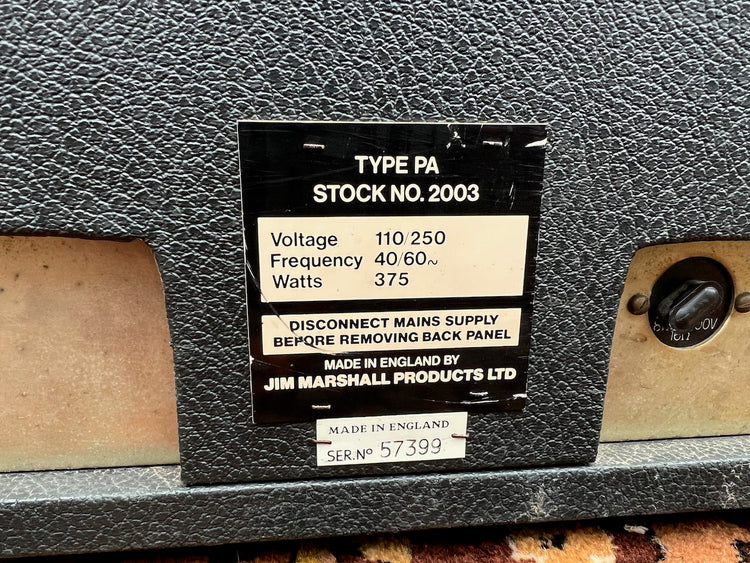 TYPE PA
STOCK NO. 2003
Voltage 110/250
Frequency 40/60~
Watts 375
DISCONNECT MAINS SUPPLY
BEFORE REMOVING BACK PANEL
MADE IN ENGLAND BY
JIM MARSHALL PRODUCTS LTD
MADE IN ENGLAND
SER.Nº 57399
16Ω